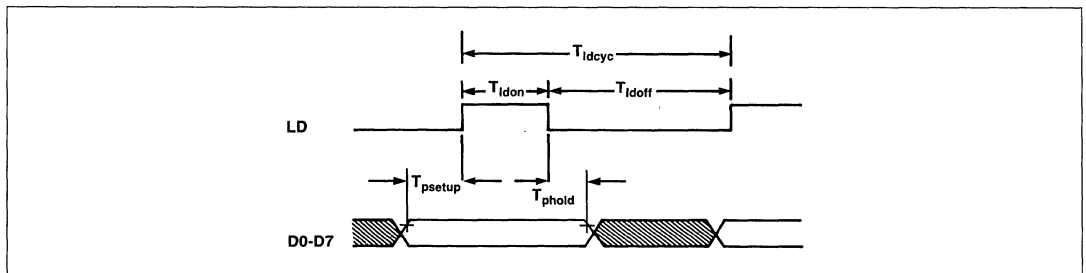 Tldcyc
Tldon
Tldoff
LD
Tpsetup
Tphold
D0-D7